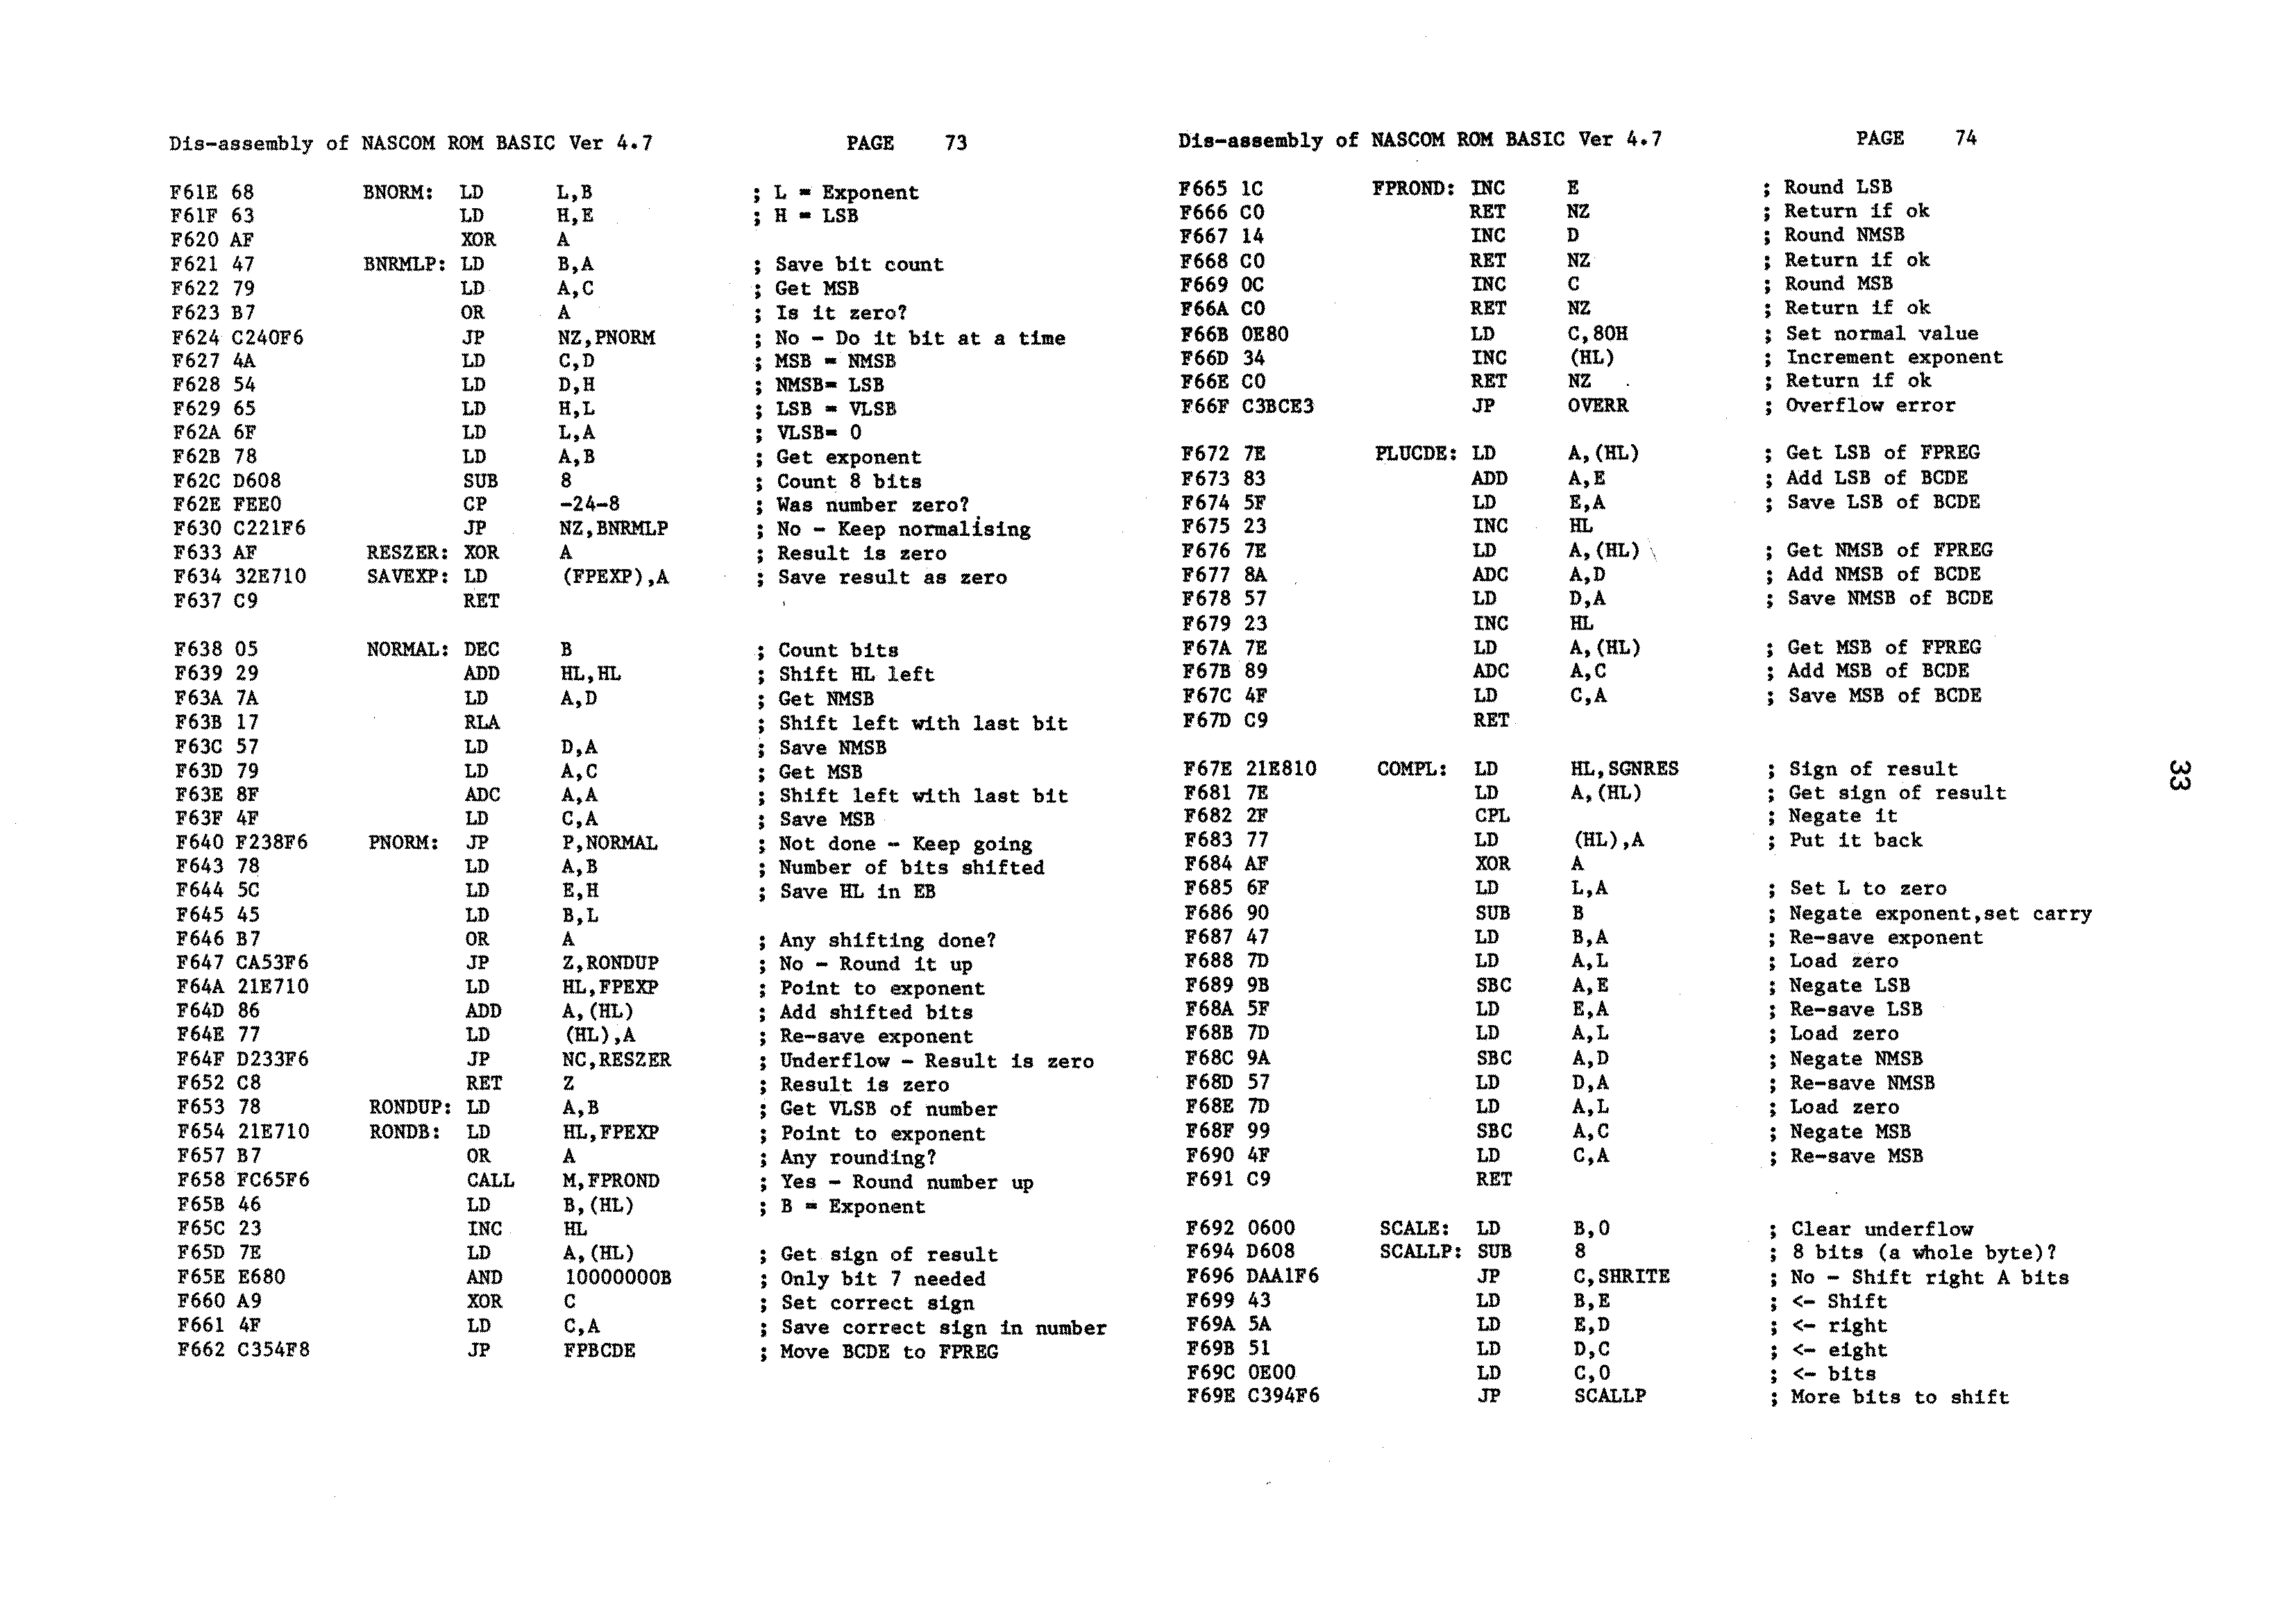 Dis-assembly of NASCOM ROM BASIC Ver 4.7 PAGE 73
F61E 68 BNORM: LD L,B ; L = Exponent
F61F 63 LD H,E ; H = LSB
F620 AF XOR A
F621 47 BNRMLP: LD B,A ; Save bit count
F622 79 LD A,C ; Get MSB
F623 B7 OR A ; Is it zero?
F624 C240F6 JP NZ,PNORM ; No - Do it bit at a time
F627 4A LD C,D ; MSB = NMSB
F628 54 LD D,H ; NMSB= LSB
F629 65 LD H,L ; LSB = VLSB
F62A 6F LD L,A ; VLSB= 0
F62B 78 LD A,B ; Get exponent
F62C D608 SUB 8 ; Count 8 bits
F62E FEE0 CP -24-8 ; Was number zero?
F630 C221F6 JP NZ,BNRMLP ; No - Keep normalising
F633 AF RESZER: XOR A ; Result is zero
F634 32E710 SAVEXP: LD (FPEXP),A ; Save result as zero
F637 C9 RET
F638 05 NORMAL: DEC B ; Count bits
F639 29 ADD HL,HL ; Shift HL left
F63A 7A LD A,D ; Get NMSB
F63B 17 RLA ; Shift left with last bit
F63C 57 LD D,A ; Save NMSB
F63D 79 LD A,C ; Get MSB
F63E 8F ADC A,A ; Shift left with last bit
F63F 4F LD C,A ; Save MSB
F640 F238F6 PNORM: JP P,NORMAL ; Not done - Keep going
F643 78 LD A,B ; Number of bits shifted
F644 5C LD E,H ; Save HL in EB
F645 45 LD B,L
F646 B7 OR A ; Any shifting done?
F647 CA53F6 JP Z,RONDUP ; No - Round it up
F64A 21E710 LD HL,FPEXP ; Point to exponent
F64D 86 ADD A,(HL) ; Add shifted bits
F64E 77 LD (HL),A ; Re-save exponent
F64F D233F6 JP NC,RESZER ; Underflow - Result is zero
F652 C8 RET Z ; Result is zero
F653 78 RONDUP: LD A,B ; Get VLSB of number
F654 21E710 RONDB: LD HL,FPEXP ; Point to exponent
F657 B7 OR A ; Any rounding?
F658 FC65F6 CALL M,FPROND ; Yes - Round number up
F65B 46 LD B,(HL) ; B = Exponent
F65C 23 INC HL
F65D 7E LD A,(HL) ; Get sign of result
F65E E680 AND 10000000B ; Only bit 7 needed
F660 A9 XOR C ; Set correct sign
F661 4F LD C,A ; Save correct sign in number
F662 C354F8 JP FPBCDE ; Move BCDE to FPREG
Dis-assembly of NASCOM ROM BASIC Ver 4.7 PAGE 74
F665 1C FPROND: INC E ; Round LSB
F666 C0 RET NZ ; Return if ok
F667 14 INC D ; Round NMSB
F668 C0 RET NZ ; Return if ok
F669 0C INC C ; Round MSB
F66A C0 RET NZ ; Return if ok
F66B 0E80 LD C,80H ; Set normal value
F66D 34 INC (HL) ; Increment exponent
F66E C0 RET NZ ; Return if ok
F66F C3BCE3 JP OVERR ; Overflow error
F672 7E PLUCDE: LD A,(HL) ; Get LSB of FPREG
F673 83 ADD A,E ; Add LSB of BCDE
F674 5F LD E,A ; Save LSB of BCDE
F675 23 INC HL
F676 7E LD A,(HL) ; Get NMSB of FPREG
F677 8A ADC A,D ; Add NMSB of BCDE
F678 57 LD D,A ; Save NMSB of BCDE
F679 23 INC HL
F67A 7E LD A,(HL) ; Get MSB of FPREG
F67B 89 ADC A,C ; Add MSB of BCDE
F67C 4F LD C,A ; Save MSB of BCDE
F67D C9 RET
F67E 21E810 COMPL: LD HL,SGNRES ; Sign of result
F681 7E LD A,(HL) ; Get sign of result
F682 2F CPL ; Negate it
F683 77 LD (HL),A ; Put it back
F684 AF XOR A
F685 6F LD L,A ; Set L to zero
F686 90 SUB B ; Negate exponent,set carry
F687 47 LD B,A ; Re-save exponent
F688 7D LD A,L ; Load zero
F689 9B SBC A,E ; Negate LSB
F68A 5F LD E,A ; Re-save LSB
F68B 7D LD A,L ; Load zero
F68C 9A SBC A,D ; Negate NMSB
F68D 57 LD D,A ; Re-save NMSB
F68E 7D LD A,L ; Load zero
F68F 99 SBC A,C ; Negate MSB
F690 4F LD C,A ; Re-save MSB
F691 C9 RET
F692 0600 SCALE: LD B,0 ; Clear underflow
F694 D608 SCALLP: SUB 8 ; 8 bits (a whole byte)?
F696 DAA1F6 JP C,SHRITE ; No - Shift right A bits
F699 43 LD B,E ; <- Shift
F69A 5A LD E,D ; <- right
F69B 51 LD D,C ; <- eight
F69C 0E00 LD C,0 ; <- bits
F69E C394F6 JP SCALLP ; More bits to shift
33